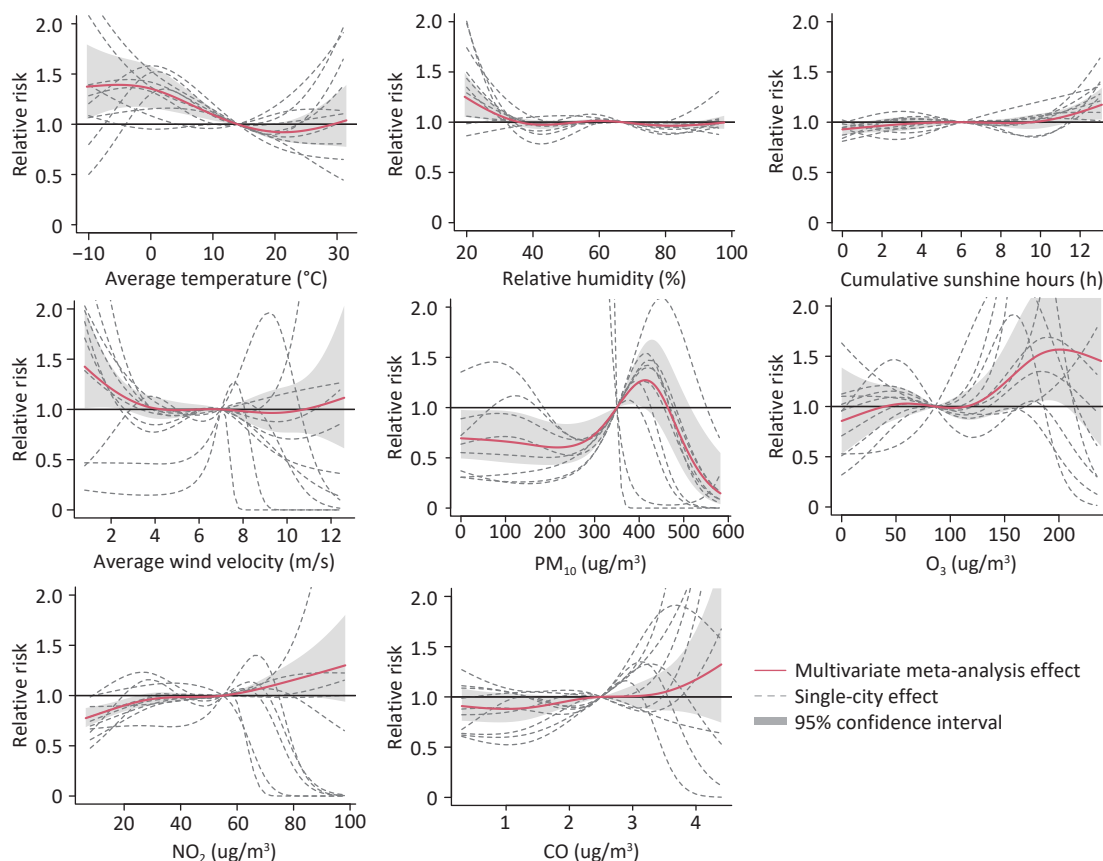 Relative risk
2.0
1.5
1.0
0.5
0
−10 0 10 20 30
Average temperature (°C)
Relative risk
2.0
1.5
1.0
0.5
0
20 40 60 80 100
Relative humidity (%)
Relative risk
2.0
1.5
1.0
0.5
0
0 2 4 6 8 10 12
Cumulative sunshine hours (h)
Relative risk
2.0
1.5
1.0
0.5
0
2 4 6 8 10 12
Average wind velocity (m/s)
Relative risk
2.0
1.5
1.0
0.5
0
0 100 200 300 400 500 600
PM₁₀ (ug/m³)
Relative risk
2.0
1.5
1.0
0.5
0
0 50 100 150 200
O₃ (ug/m³)
Relative risk
2.0
1.5
1.0
0.5
0
20 40 60 80 100
NO₂ (ug/m³)
Relative risk
2.0
1.5
1.0
0.5
0
1 2 3 4
CO (ug/m³)
Multivariate meta-analysis effect
Single-city effect
95% confidence interval